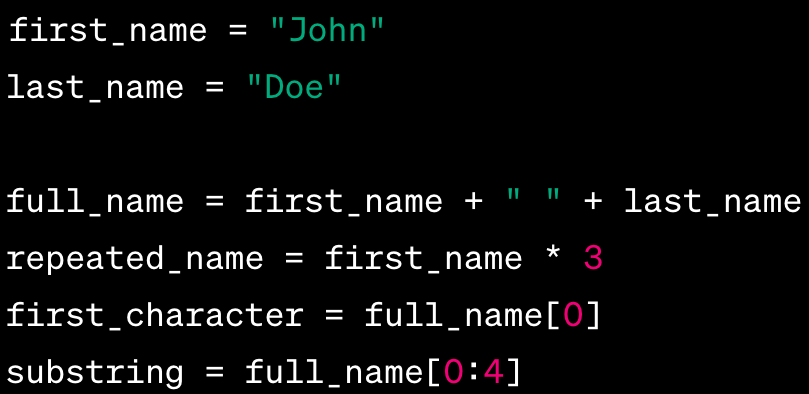 first_name = "John"
last_name = "Doe"
full_name = first_name + " " + last_name
repeated_name = first_name * 3
first_character = full_name[0]
substring = full_name[0:4]